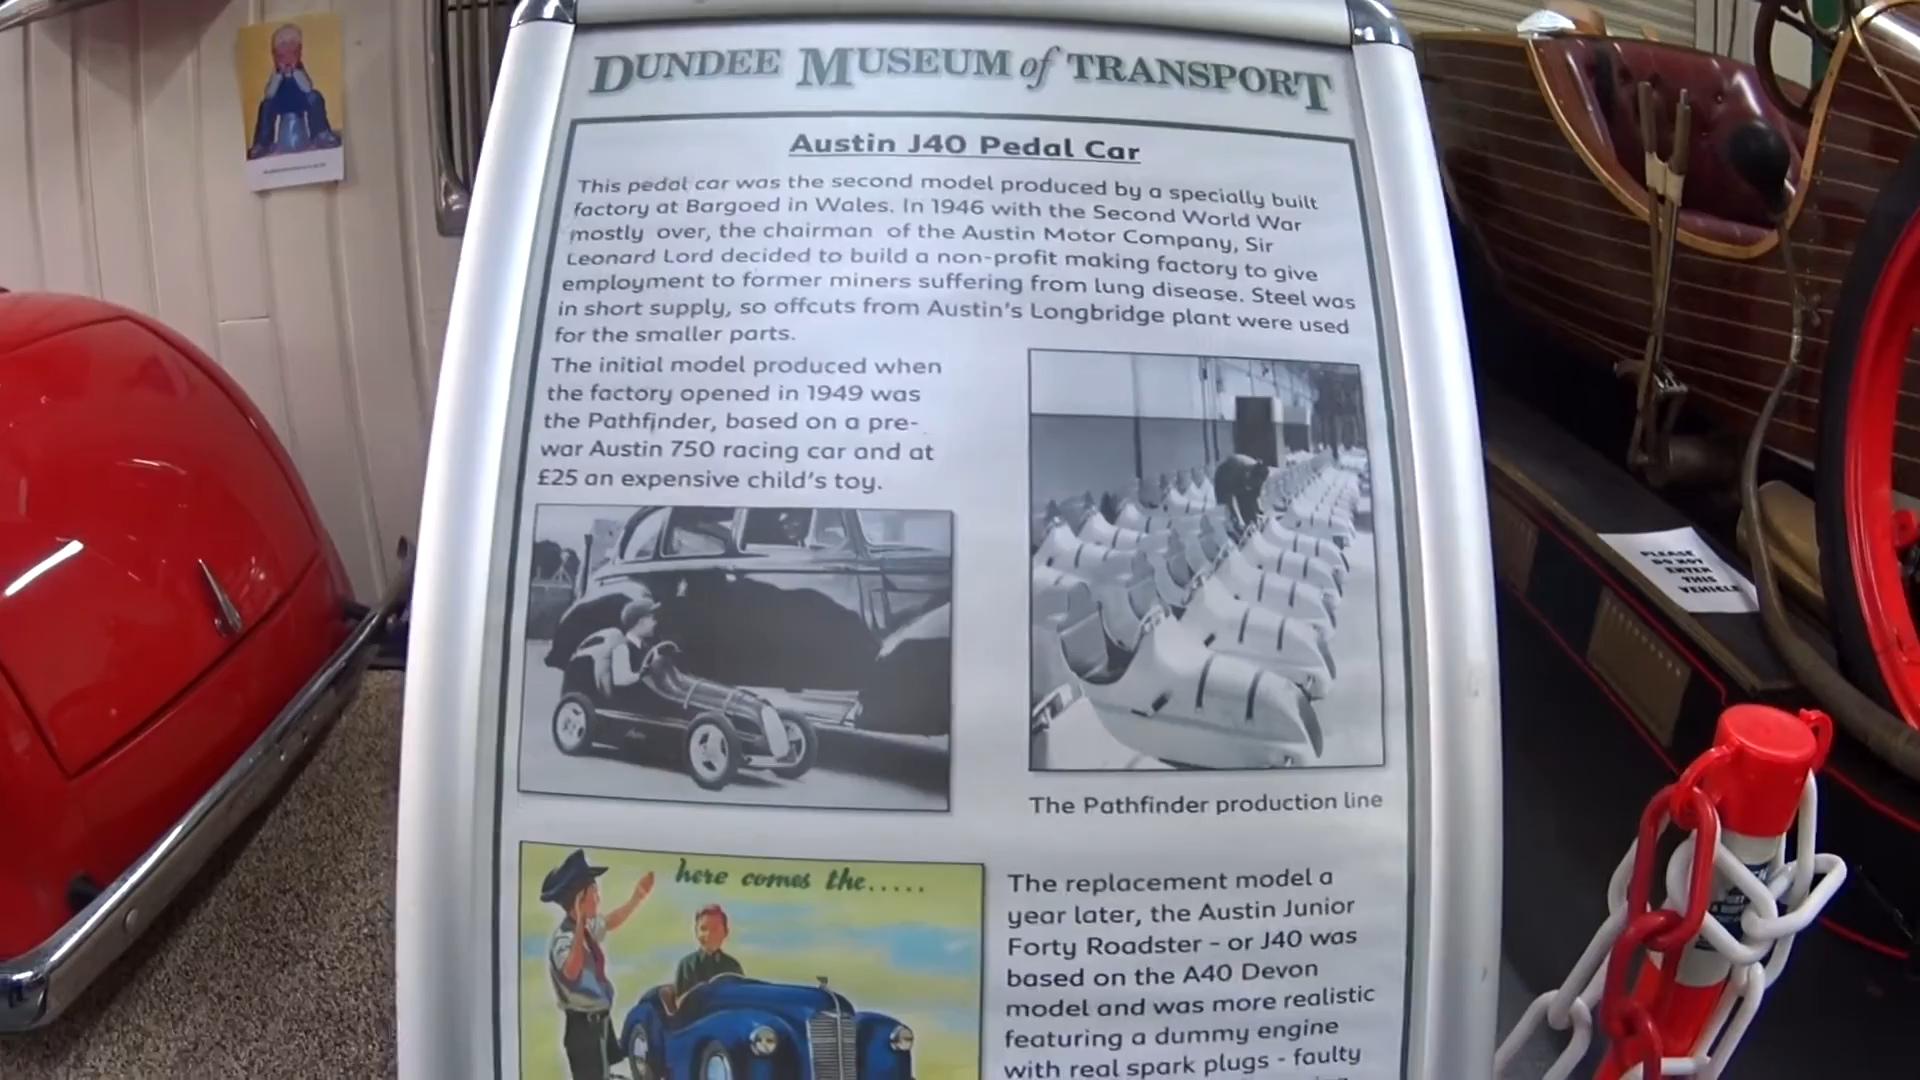 DUNDEE MUSEUM of TRANSPORT
Austin J40 Pedal Car
This pedal car was the second model produced by a specially built
factory at Bargoed in Wales. In 1946 with the Second World War
mostly over, the chairman of the Austin Motor Company, Sir
Leonard Lord decided to build a non-profit making factory to give
employment to former miners suffering from lung disease. Steel was
in short supply, so offcuts from Austin's Longbridge plant were used
for the smaller parts.
The initial model produced when
the factory opened in 1949 was
the Pathfinder, based on a pre-
war Austin 750 racing car and at
£25 an expensive child's toy.
The Pathfinder production line
here comes the.....
The replacement model a
year later, the Austin Junior
Forty Roadster - or J40 was
based on the A40 Devon
model and was more realistic
featuring a dummy engine
with real spark plugs - faulty
PLEASE
DO NOT
ENTER
THIS
VEHICLE